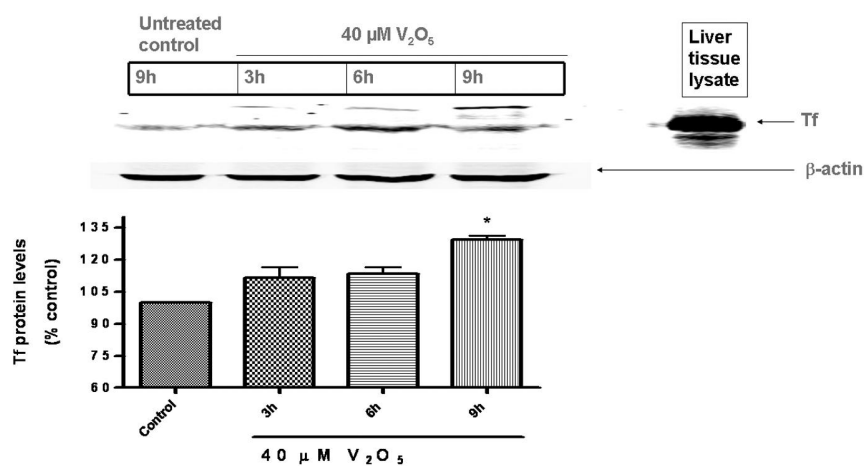 Untreated control
40 µM V₂O₅
9h 3h 6h 9h
Liver tissue lysate
Tf
β-actin
Tf protein levels
(% control)
135
120
105
90
75
60
*
Control 3h 6h 9h
40 µM V₂O₅